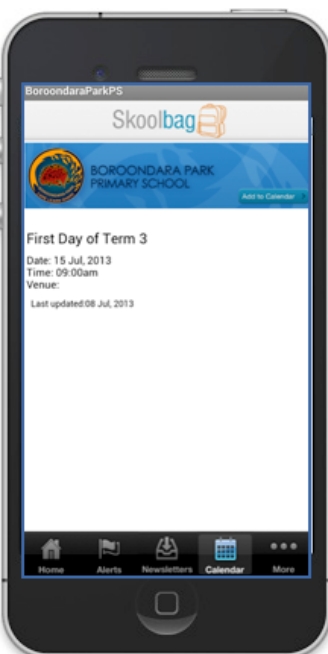 BoroondaraParkPS
Skoolbag
BOROONDARA PARK
PRIMARY SCHOOL
Add to Calender
First Day of Term 3
Date: 15 Jul, 2013
Time: 09:00am
Venue:
Last updated:08 Jul, 2013
Home Alerts Newsletters Calendar More